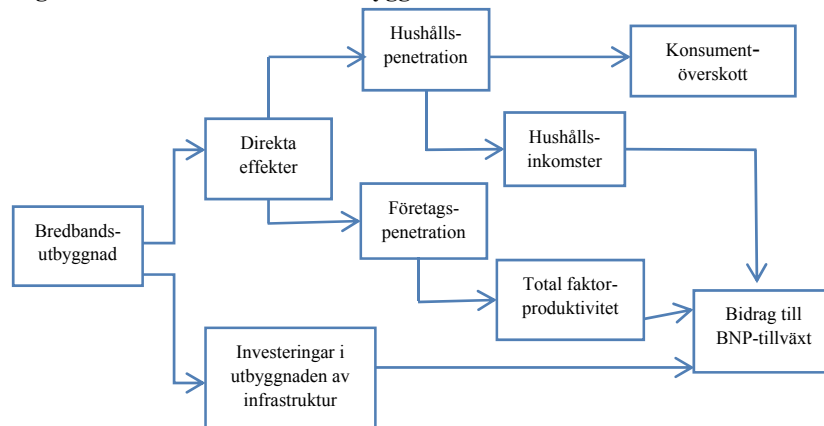 Hushålls-
penetration
Konsument-
överskott
Direkta
effekter
Hushålls-
inkomster
Företags-
penetration
Bredbands-
utbyggnad
Total faktor-
produktivitet
Bidrag till
BNP-tillväxt
Investeringar i
utbyggnaden av
infrastruktur